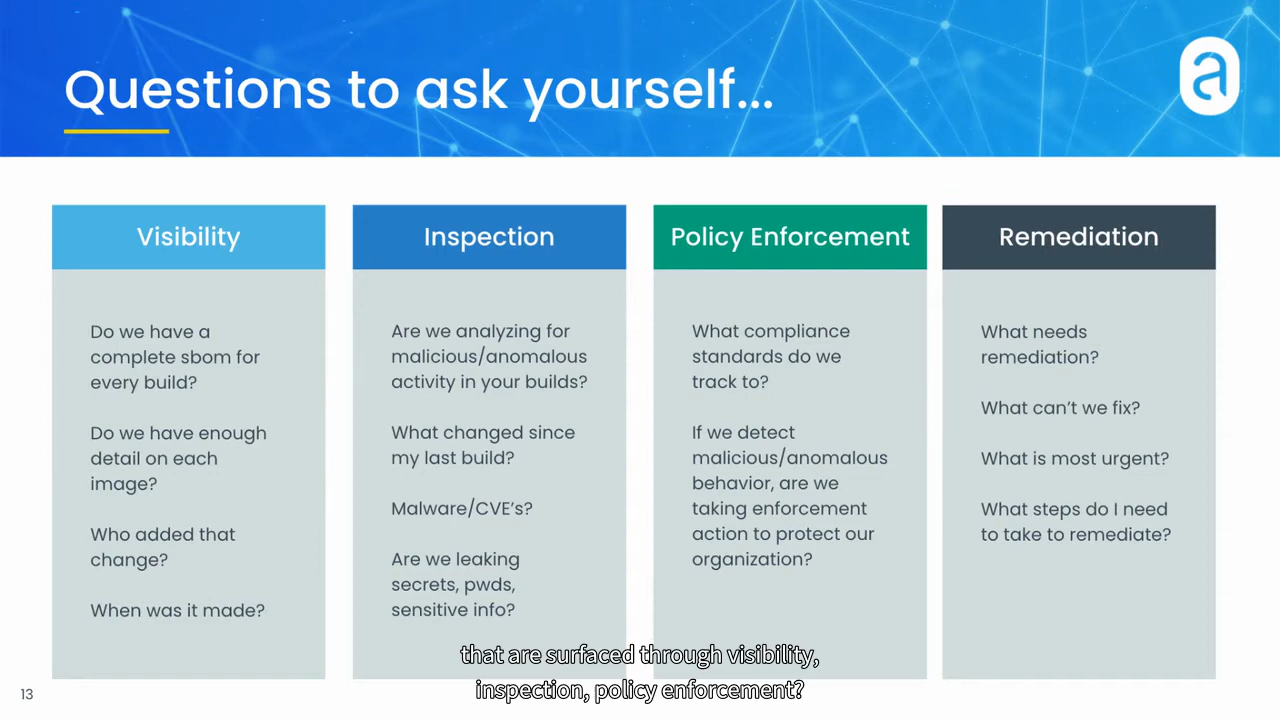 Questions to ask yourself...
a
Visibility
Do we have a
complete sbom for
every build?
Do we have enough
detail on each
image?
Who added that
change?
When was it made?
Inspection
Are we analyzing for
malicious/anomalous
activity in your builds?
What changed since
my last build?
Malware/CVE’s?
Are we leaking
secrets, pwds,
sensitive info?
Policy Enforcement
What compliance
standards do we
track to?
If we detect
malicious/anomalous
behavior, are we
taking enforcement
action to protect our
organization?
Remediation
What needs
remediation?
What can’t we fix?
What is most urgent?
What steps do I need
to take to remediate?
that are surfaced through visibility,
inspection, policy enforcement?
13